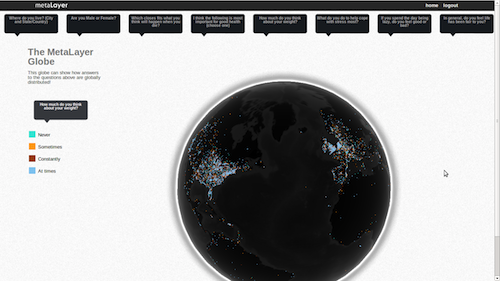 metaLayer
home
logout
Where do you live? (City
and State/Country)
Are you Male or Female?
Which classes fits what you
think will happen when you
die?
I think the following is most
important for good health
(choose one)
How much do you think
about your weight?
What do you do to help cope
with stress most?
If you spend the day being
lazy, do you feel good or
bad?
In general, do you feel life
has been fair to you?
The MetaLayer
Globe
This globe can show how answers
to the questions above are globally
distributed!
How much do you think
about your weight?
Never
Sometimes
Constantly
At times